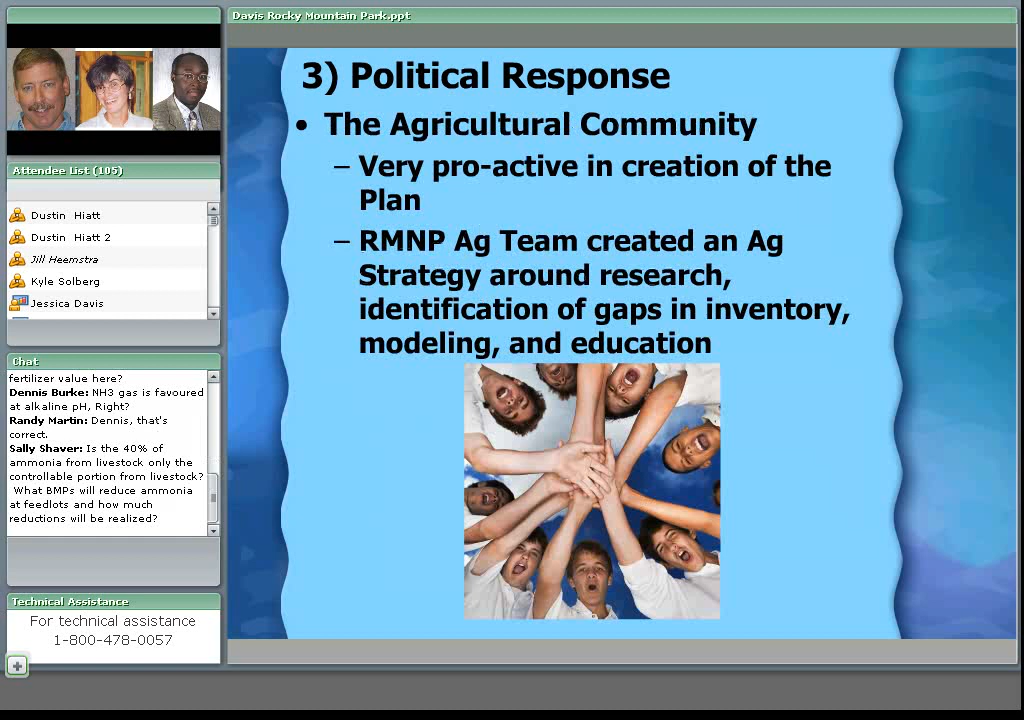 Davis Rocky Mountain Park.ppt
Attendee List (105)
Dustin Hiatt
Dustin Hiatt 2
Jill Heemstra
Kyle Solberg
Jessica Davis
Chat
fertilizer value here?
Dennis Burke: NH3 gas is favoured
at alkaline pH, Right?
Randy Martin: Dennis, that's
correct.
Sally Shaver: Is the 40% of
ammonia from livestock only the
controllable portion from livestock?
What BMPs will reduce ammonia
at feedlots and how much
reductions will be realized?
Technical Assistance
For technical assistance
1-800-478-0057
3) Political Response
• The Agricultural Community
– Very pro-active in creation of the
Plan
– RMNP Ag Team created an Ag
Strategy around research,
identification of gaps in inventory,
modeling, and education